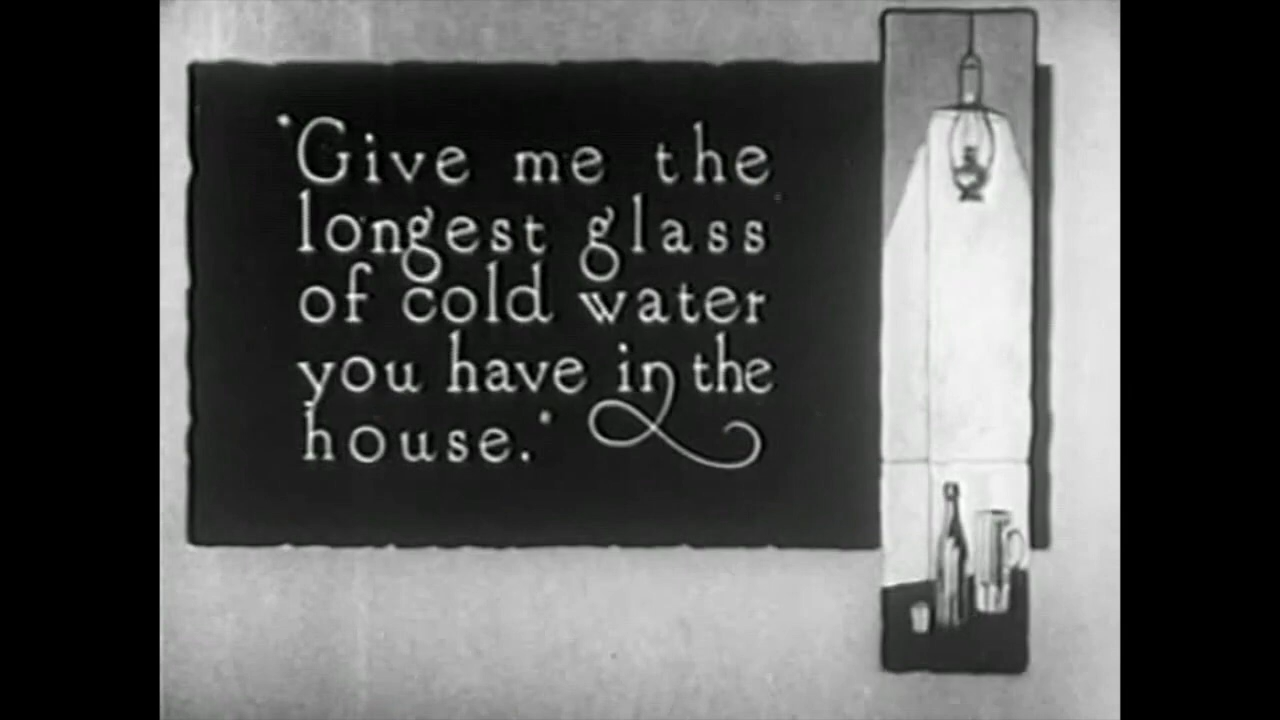 "Give me the
longest glass
of cold water
you have in the
house."